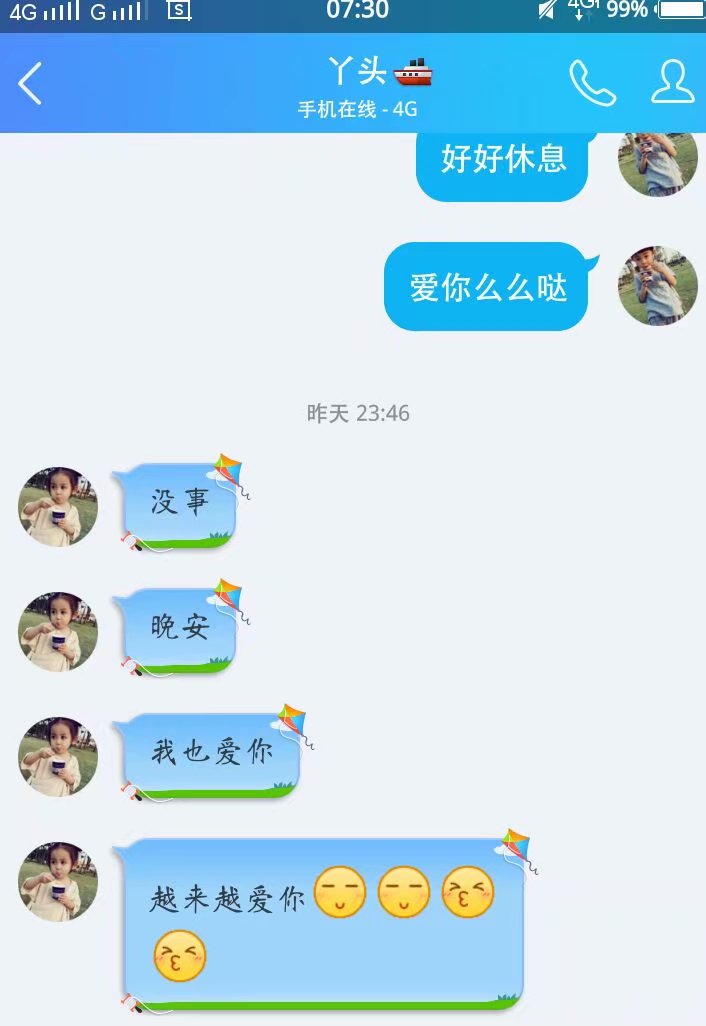 4G G S 07:30 4G 99%
丫头
手机在线 - 4G
好好休息
爱你么么哒
昨天 23:46
没事
晚安
我也爱你
越来越爱你